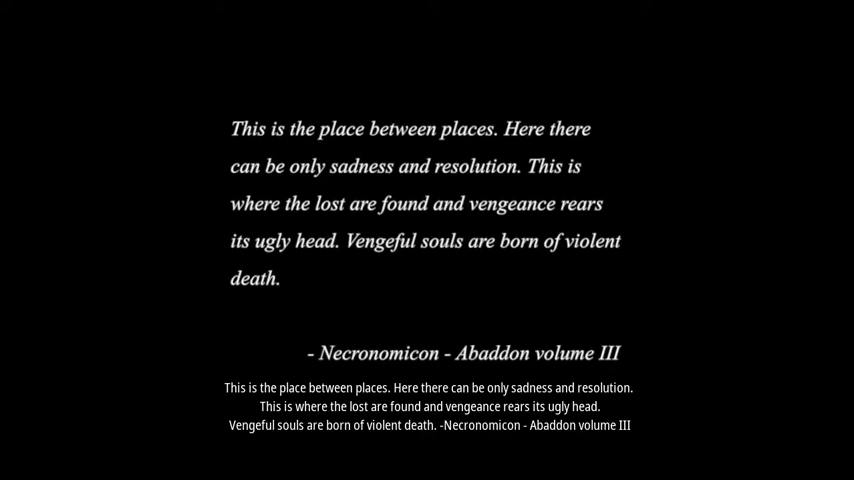 This is the place between places. Here there
can be only sadness and resolution. This is
where the lost are found and vengeance rears
its ugly head. Vengeful souls are born of violent
death.
- Necronomicon - Abaddon volume III
This is the place between places. Here there can be only sadness and resolution.
This is where the lost are found and vengeance rears its ugly head.
Vengeful souls are born of violent death. -Necronomicon - Abaddon volume III